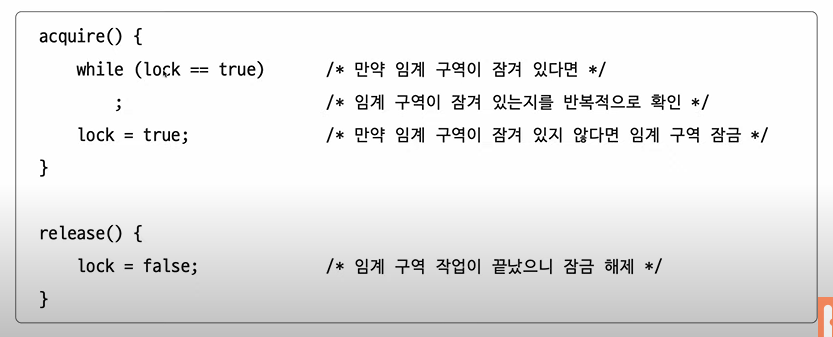 acquire() {
while (lock == true) /* 만약 임계 구역이 잠겨 있다면 */
; /* 임계 구역이 잠겨 있는지를 반복적으로 확인 */
lock = true; /* 만약 임계 구역이 잠겨 있지 않다면 임계 구역 잠금 */
}
release() {
lock = false; /* 임계 구역 작업이 끝났으니 잠금 해제 */
}